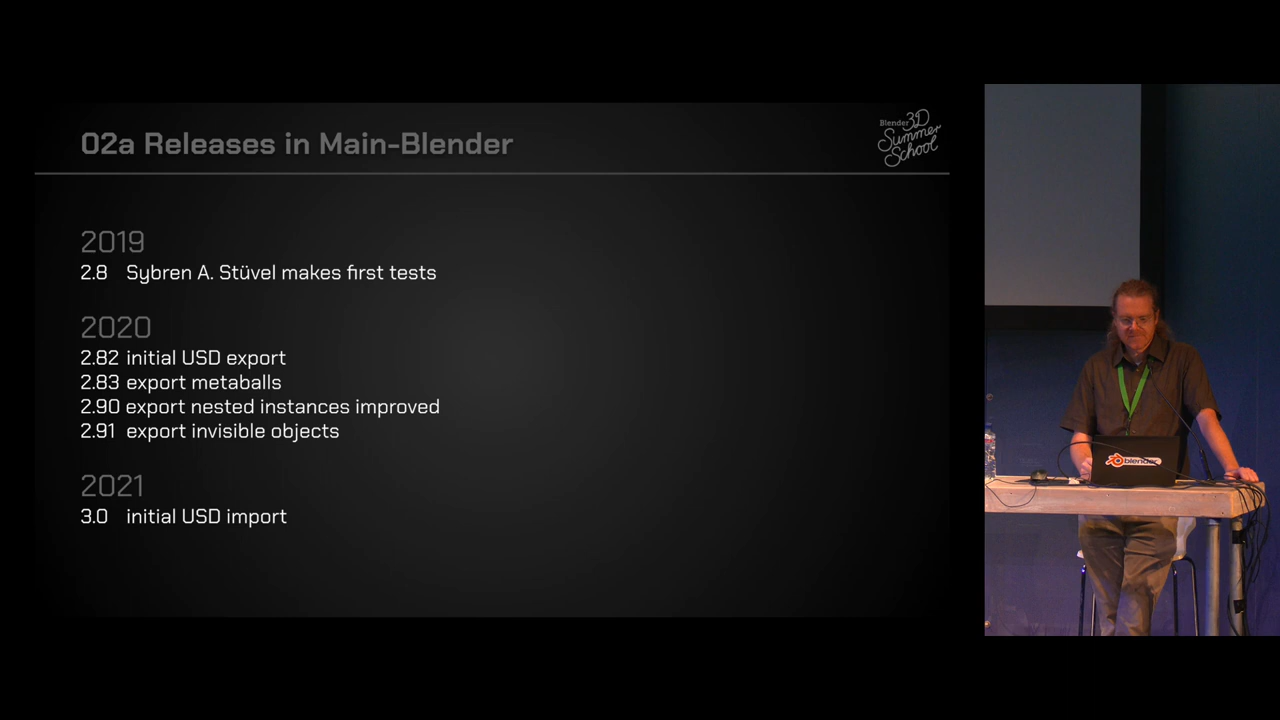 02a Releases in Main-Blender
Blender 3D
Summer
School
2019
2.8 Sybren A. Stüvel makes first tests
2020
2.82 initial USD export
2.83 export metaballs
2.90 export nested instances improved
2.91 export invisible objects
2021
3.0 initial USD import
blender